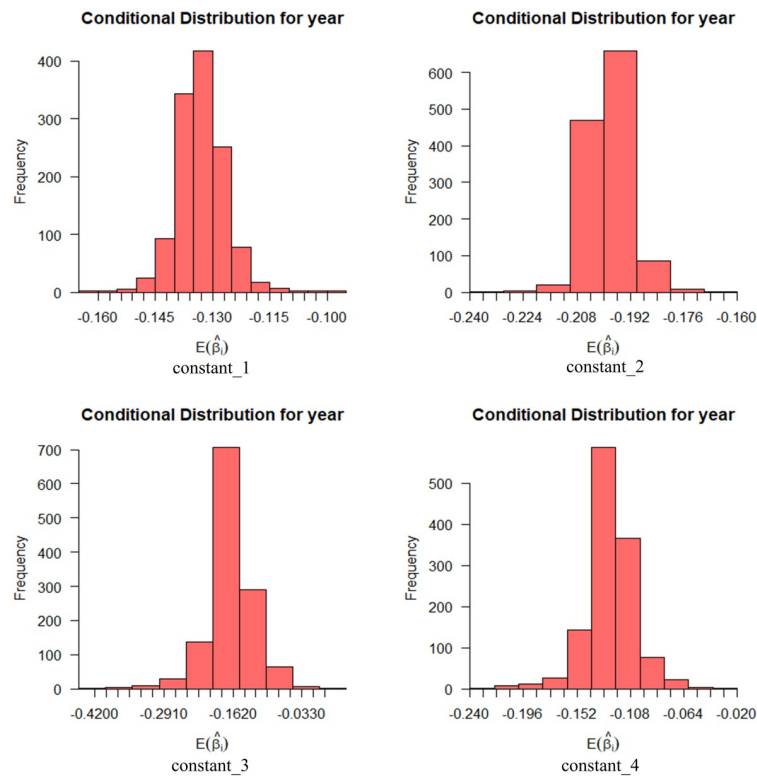 Conditional Distribution for year
Frequency
400
300
200
100
0
-0.160 -0.145 -0.130 -0.115 -0.100
E(β̂i)
constant_1
Conditional Distribution for year
Frequency
600
500
400
300
200
100
0
-0.240 -0.224 -0.208 -0.192 -0.176 -0.160
E(β̂i)
constant_2
Conditional Distribution for year
Frequency
700
600
500
400
300
200
100
0
-0.4200 -0.2910 -0.1620 -0.0330
E(β̂i)
constant_3
Conditional Distribution for year
Frequency
500
400
300
200
100
0
-0.240 -0.196 -0.152 -0.108 -0.064 -0.020
E(β̂i)
constant_4